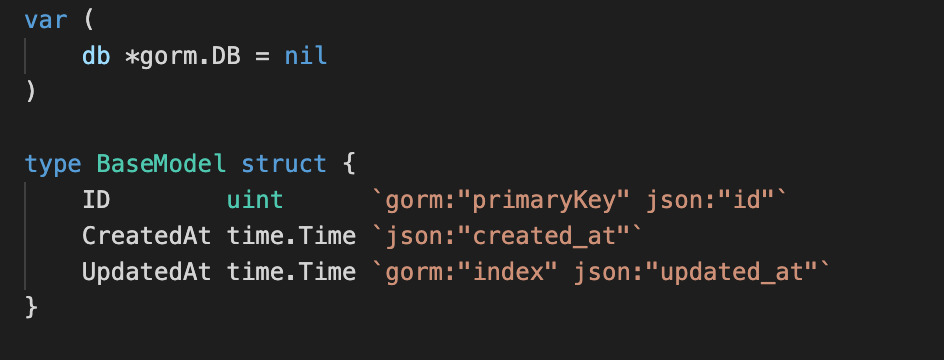 var (
    db *gorm.DB = nil
)
type BaseModel struct {
    ID        uint      `gorm:"primaryKey" json:"id"`
    CreatedAt time.Time `json:"created_at"`
    UpdatedAt time.Time `gorm:"index" json:"updated_at"`
}